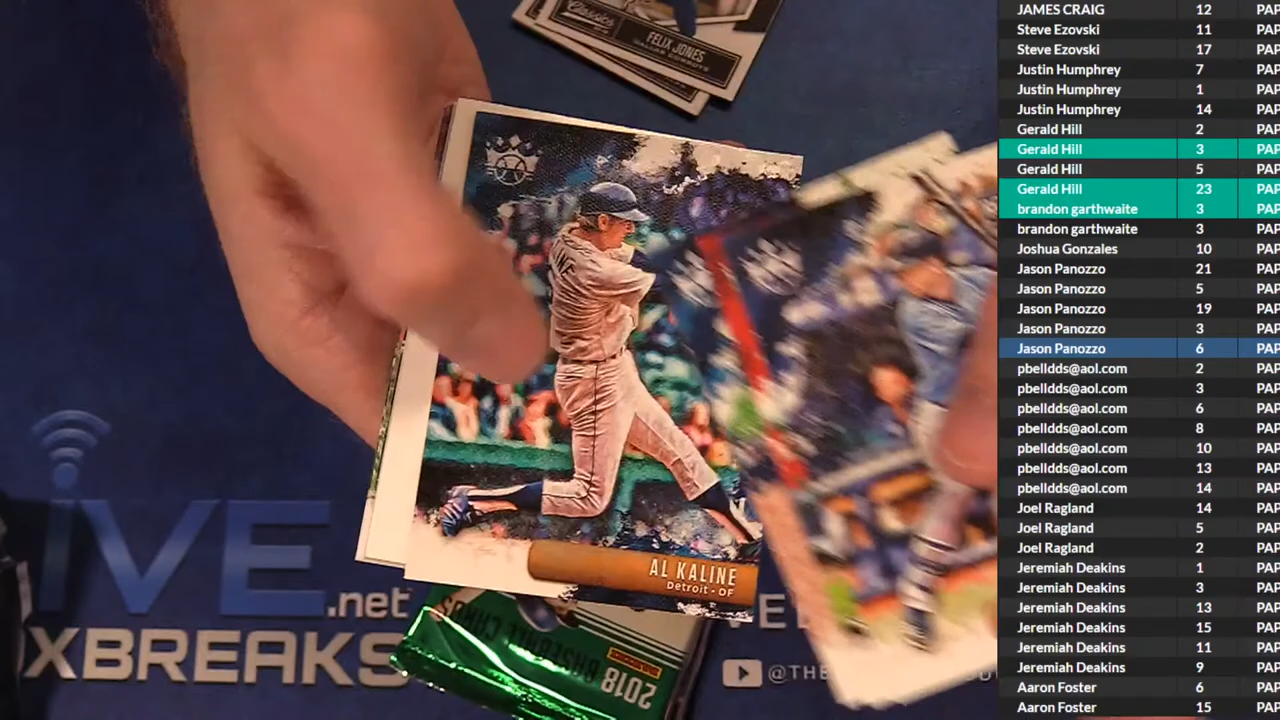 Classics
FELIX JONES
DALLAS COWBOYS
AL KALINE
Detroit • OF
iVE.net
XBREAKS
@THE
BASEBALL CARDS
2018
JAMES CRAIG 12 PAP
Steve Ezovski 11 PAP
Steve Ezovski 17 PAP
Justin Humphrey 7 PAP
Justin Humphrey 1 PAP
Justin Humphrey 14 PAP
Gerald Hill 2 PAP
Gerald Hill 3 PAP
Gerald Hill 5 PAP
Gerald Hill 23 PAP
brandon garthwaite 3 PAP
brandon garthwaite 3 PAP
Joshua Gonzales 10 PAP
Jason Panozzo 21 PAP
Jason Panozzo 5 PAP
Jason Panozzo 19 PAP
Jason Panozzo 3 PAP
Jason Panozzo 6 PAP
pbelldds@aol.com 2 PAP
pbelldds@aol.com 3 PAP
pbelldds@aol.com 6 PAP
pbelldds@aol.com 8 PAP
pbelldds@aol.com 10 PAP
pbelldds@aol.com 13 PAP
pbelldds@aol.com 14 PAP
Joel Ragland 14 PAP
Joel Ragland 5 PAP
Joel Ragland 2 PAP
Jeremiah Deakins 1 PAP
Jeremiah Deakins 3 PAP
Jeremiah Deakins 13 PAP
Jeremiah Deakins 15 PAP
Jeremiah Deakins 11 PAP
Jeremiah Deakins 9 PAP
Aaron Foster 6 PAP
Aaron Foster 15 PAP